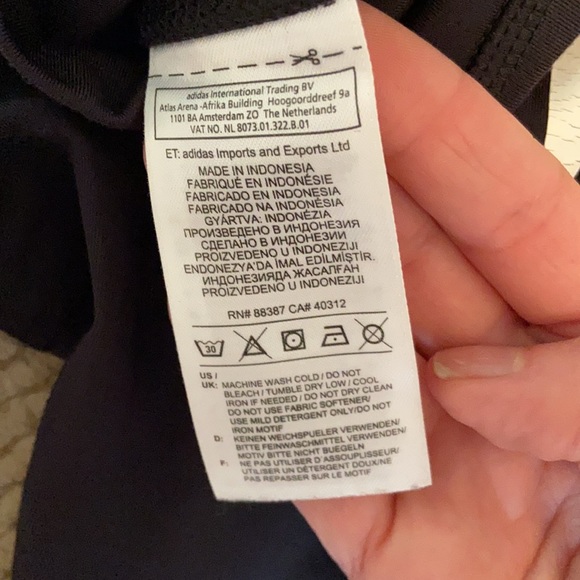 adidas International Trading BV
Atlas Arena -Afrika Building Hoogoorddreef 9a
1101 BA Amsterdam ZO The Netherlands
VAT NO. NL 8073.01.322.B.01
ET: adidas Imports and Exports Ltd
MADE IN INDONESIA
FABRIQUÉ EN INDONÉSIE
FABRICADO EN INDONESIA
FABRICADO NA INDONÉSIA
GYÁRTVA: INDONÉZIA
ПРОИЗВЕДЕНО В ИНДОНЕЗИЯ
СДЕЛАНО В ИНДОНЕЗИИ
PROIZVEDENO U INDONEZIJI
ENDONEZYA'DA İMAL EDİLMİŞTİR.
ИНДОНЕЗИЯДА ЖАСАЛҒАН
PROIZVEDENO U INDONEZIJI
RN# 88387 CA# 40312
30
US /
UK: MACHINE WASH COLD / DO NOT
BLEACH / TUMBLE DRY LOW / COOL
IRON IF NEEDED / DO NOT DRY CLEAN
DO NOT USE FABRIC SOFTENER/
USE MILD DETERGENT ONLY/DO NOT
IRON MOTIF
D: KEINEN WEICHSPUELER VERWENDEN/
BITTE FEINWASCHMITTEL VERWENDEN/
MOTIV BITTE NICHT BUEGELN
F: NE PAS UTILISER D'ASSOUPLISSEUR/
UTILISER UN DETERGENT DOUX/NE
PAS REPASSER SUR LE MOTIF